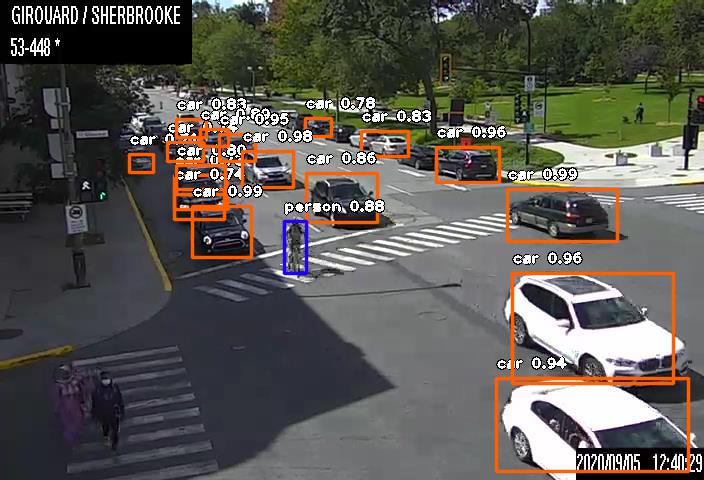 GIROUARD / SHERBROOKE
53-448 *
car 0.83
car 0.95
car 0.78
car 0.83
car 0.98
car 0.96
car 0.80
car 0.86
car 0.74
car 0.99
car 0.99
person 0.88
car 0.96
car 0.94
2020/09/05 12:40:29